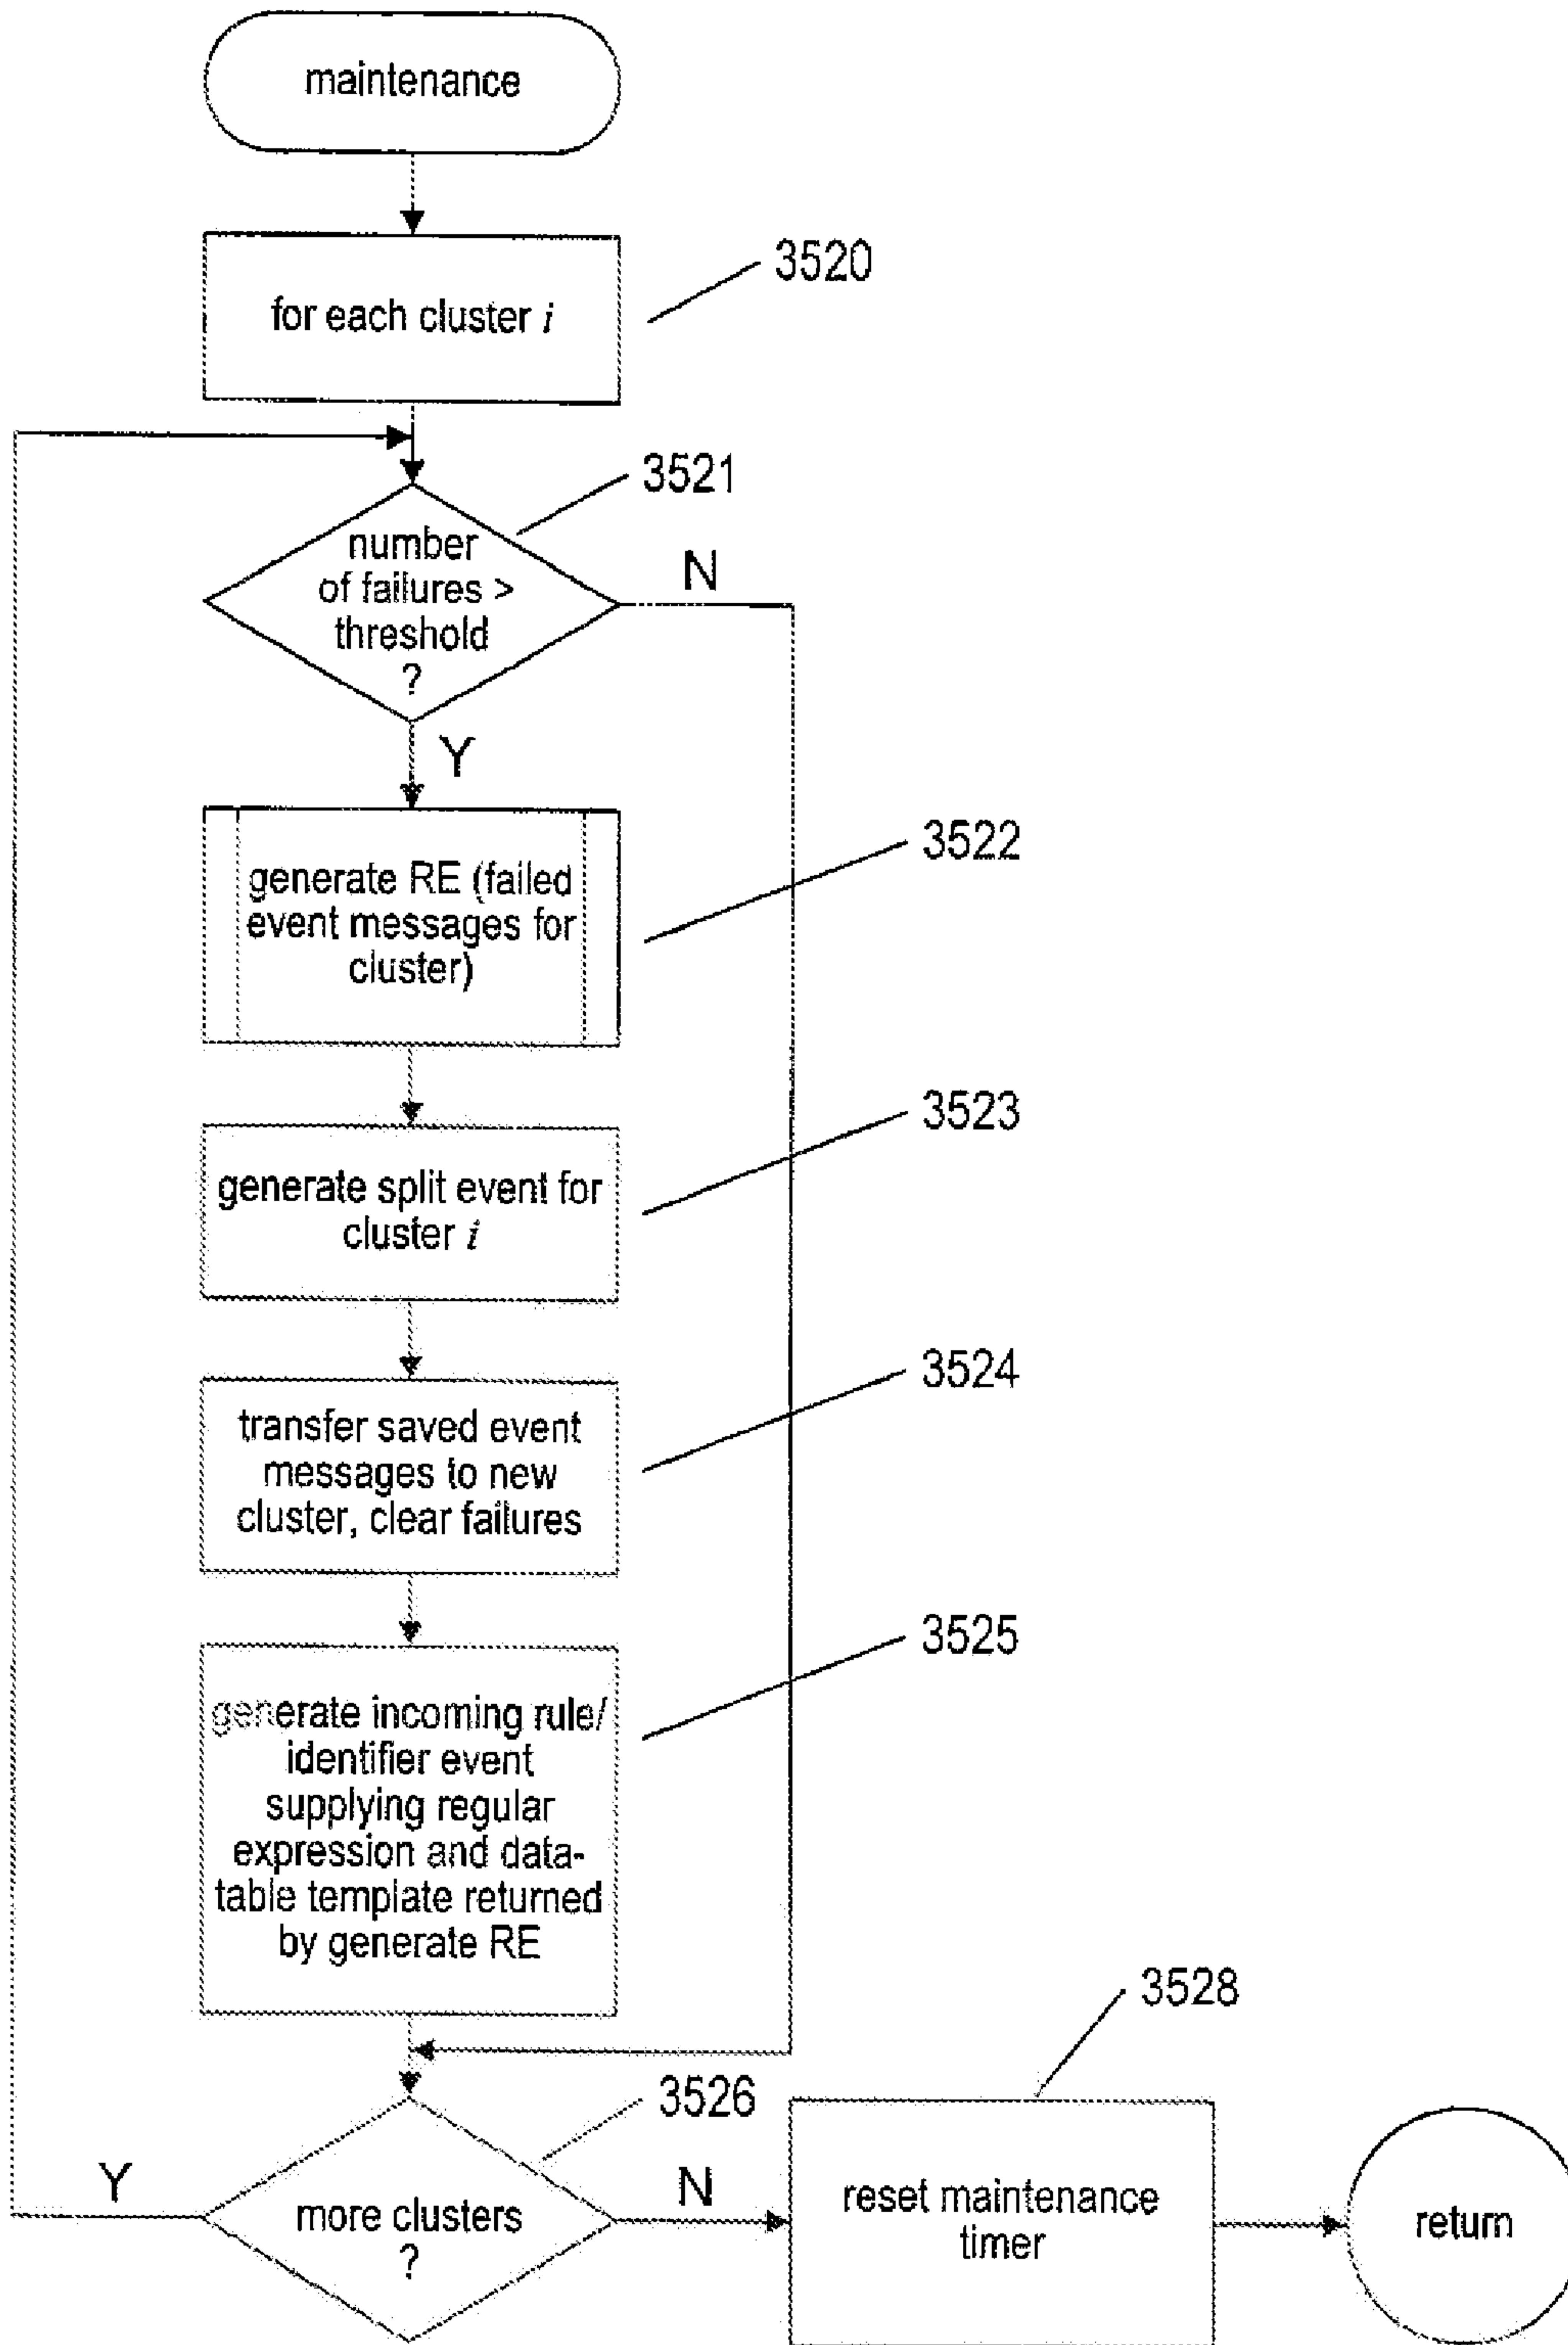 maintenance
3520
for each cluster i
3521
number
of failures >
threshold
?
N
Y
3522
generate RE (failed
event messages for
cluster)
3523
generate split event for
cluster i
3524
transfer saved event
messages to new
cluster, clear failures
3525
generate incoming rule/
identifier event
supplying regular
expression and data-
table template returned
by generate RE
3528
3526
Y
more clusters
?
N
reset maintenance
timer
return